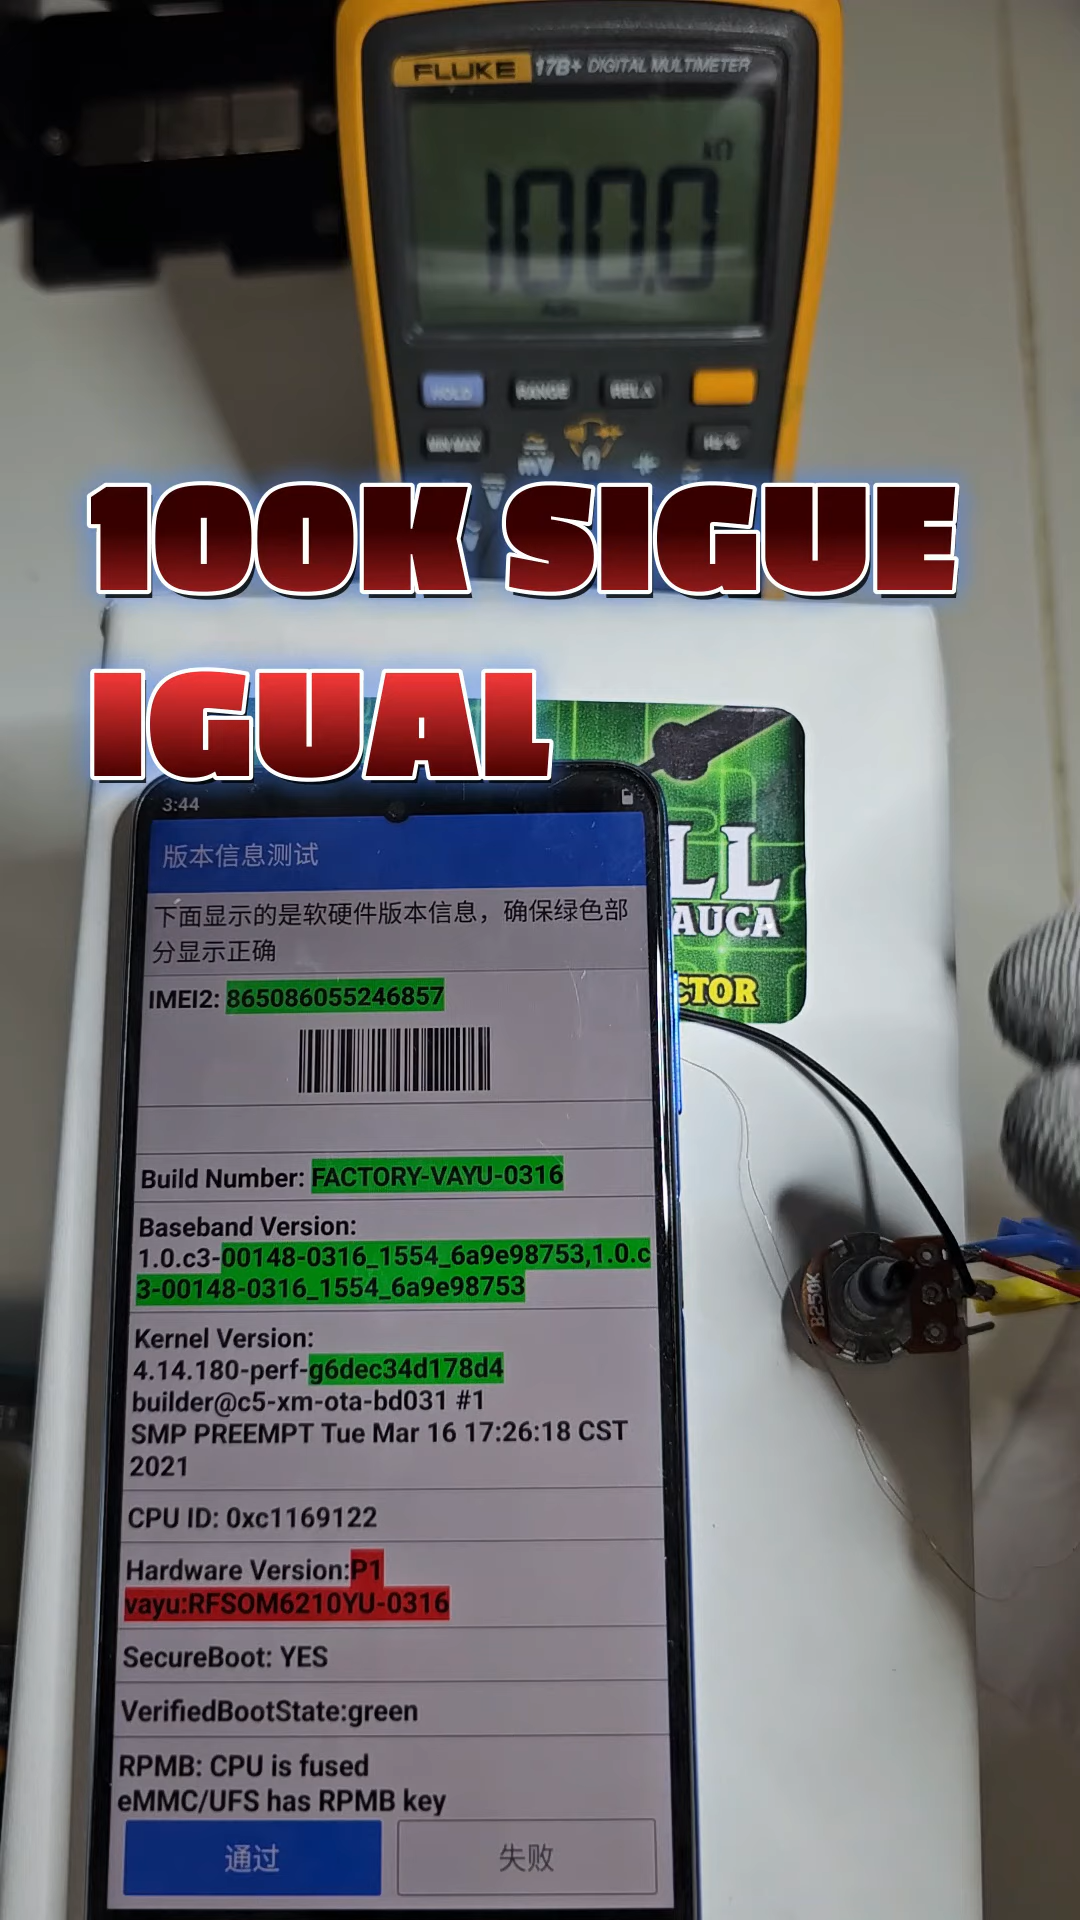 FLUKE 17B+ DIGITAL MULTIMETER
kΩ
100.0
Auto
HOLD RANGE REL△
MIN MAX Hz %
mV Ω
100K SIGUE
IGUAL
3:44
LL
AUCA
CTOR
版本信息测试
下面显示的是软硬件版本信息，确保绿色部
分显示正确
IMEI2: 865086055246857
Build Number: FACTORY-VAYU-0316
Baseband Version:
1.0.c3-00148-0316_1554_6a9e98753,1.0.c
3-00148-0316_1554_6a9e98753
B250K
Kernel Version:
4.14.180-perf-g6dec34d178d4
builder@c5-xm-ota-bd031 #1
SMP PREEMPT Tue Mar 16 17:26:18 CST
2021
CPU ID: 0xc1169122
Hardware Version:P1
vayu:RFSOM6210YU-0316
SecureBoot: YES
VerifiedBootState:green
RPMB: CPU is fused
eMMC/UFS has RPMB key
通过 失败